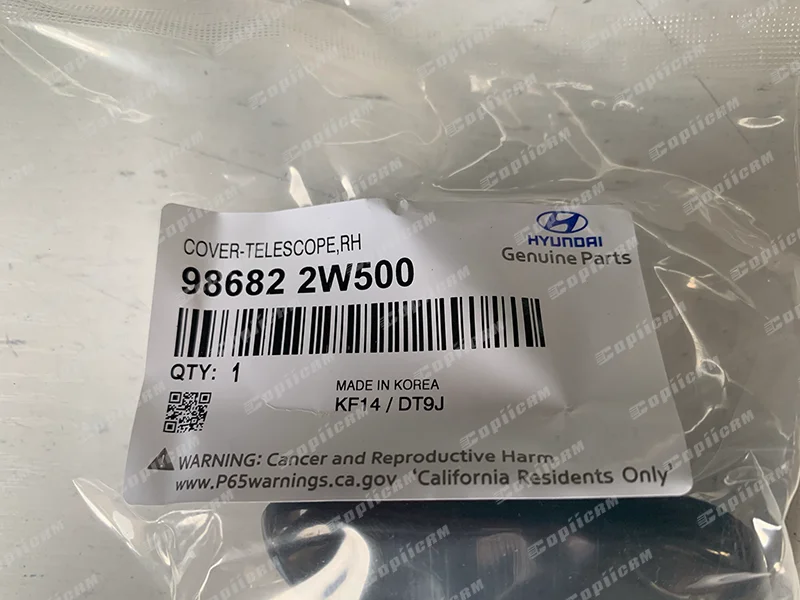 COVER-TELESCOPE,RH
HYUNDAI
Genuine Parts
98682 2W500
QTY: 1
MADE IN KOREA
KF14 / DT9J
WARNING: Cancer and Reproductive Harm
www.P65warnings.ca.gov 'California Residents Only'
CopiiCAM